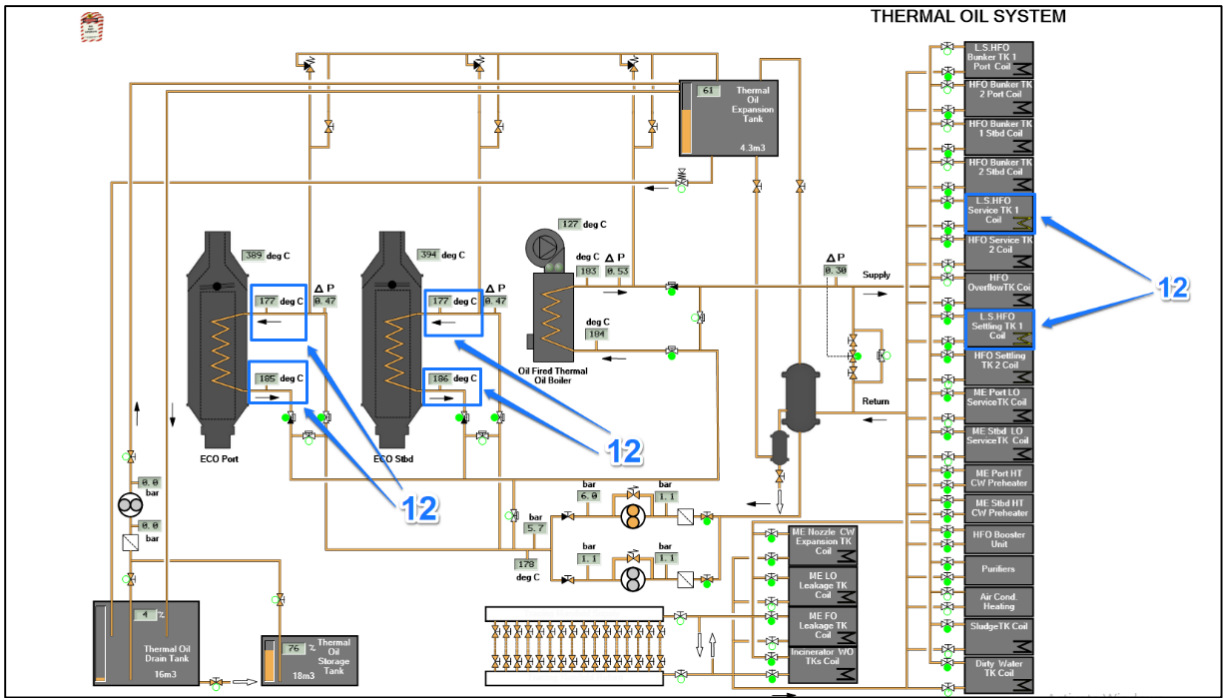 THERMAL OIL SYSTEM
61
Thermal
Oil
Expansion
Tank
4.3m3
389 deg C
394 deg C
127 deg C
177 deg C
Δ P
0.47
177 deg C
Δ P
0.47
deg C
183
Δ P
0.53
deg C
184
185 deg C
186 deg C
Oil Fired Thermal
Oil Boiler
ECO Port
ECO Stbd
12
12
12
Δ P
0.30
Supply
Return
0.0
bar
0.0
bar
bar
6.0
bar
1.1
bar
5.7
178
deg C
bar
1.1
bar
1.1
4 %
Thermal Oil
Drain Tank
16m3
76 %
Thermal
Oil
Storage
Tank
18m3
ME Nozzle CW
Expansion TK
Coil
ME LO
Leakage TK
Coil
ME FO
Leakage TK
Coil
Incinerator WO
TKs Coil
L.S.HFO
Bunker TK 1
Port Coil
HFO Bunker TK
2 Port Coil
HFO Bunker TK
1 Stbd Coil
HFO Bunker TK
2 Stbd Coil
L.S.HFO
Service TK 1
Coil
HFO Service TK
2 Coil
HFO
OverflowTK Coi
L.S.HFO
Settling TK 1
Coil
HFO Settling
TK 2 Coil
ME Port LO
ServiceTK Coil
ME Stbd LO
ServiceTK Coil
ME Port HT
CW Preheater
ME Stbd HT
CW Preheater
HFO Booster
Unit
Purifiers
Air Cond.
Heating
SludgeTK Coil
Dirty Water
TK Coil